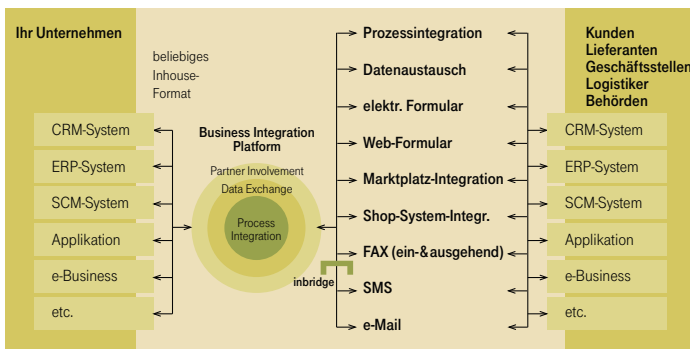 Ihr Unternehmen
beliebiges
Inhouse-
Format
CRM-System
ERP-System
SCM-System
Applikation
e-Business
etc.
Business Integration
Platform
Partner Involvement
Data Exchange
Process
Integration
inbridge
Prozessintegration
Datenaustausch
elektr. Formular
Web-Formular
Marktplatz-Integration
Shop-System-Integr.
FAX (ein-& ausgehend)
SMS
e-Mail
Kunden
Lieferanten
Geschäftsstellen
Logistiker
Behörden
CRM-System
ERP-System
SCM-System
Applikation
e-Business
etc.